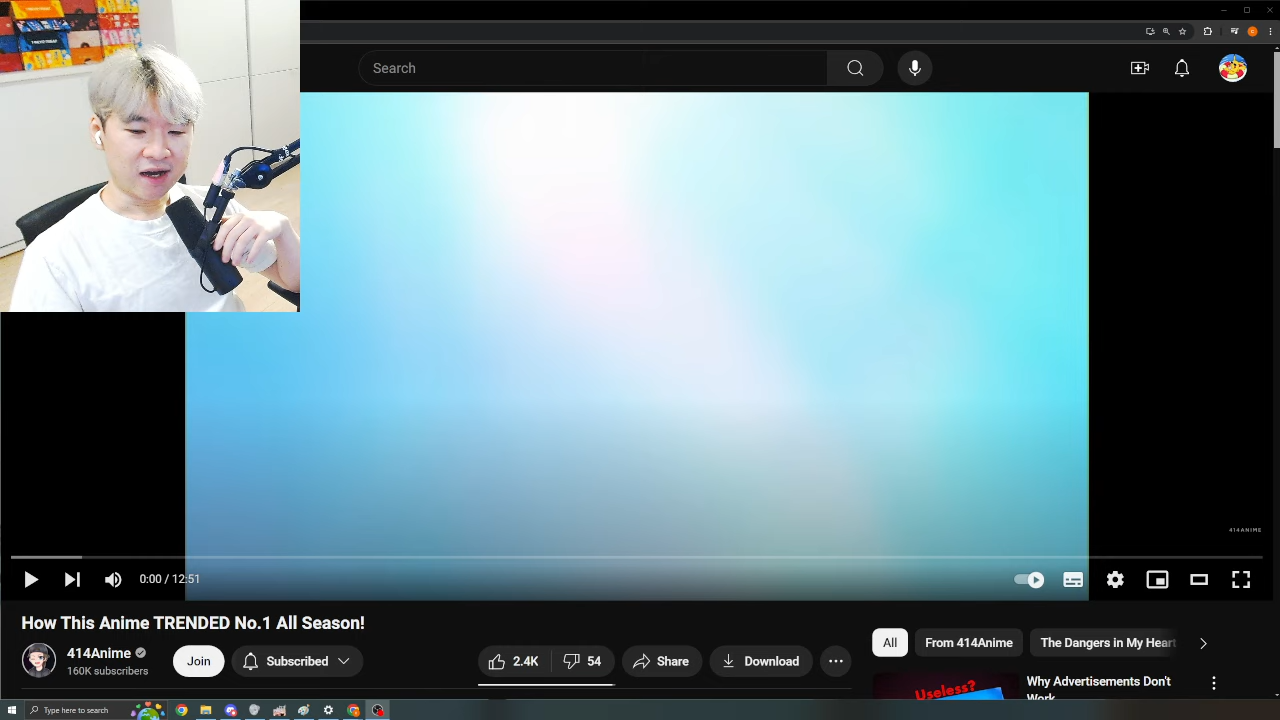 Search
414ANIME
0:00 / 12:51
How This Anime TRENDED No.1 All Season!
414Anime
160K subscribers
Join
Subscribed
2.4K
54
Share
Download
All
From 414Anime
The Dangers in My Heart
Useless?
Why Advertisements Don't
Work
Type here to search